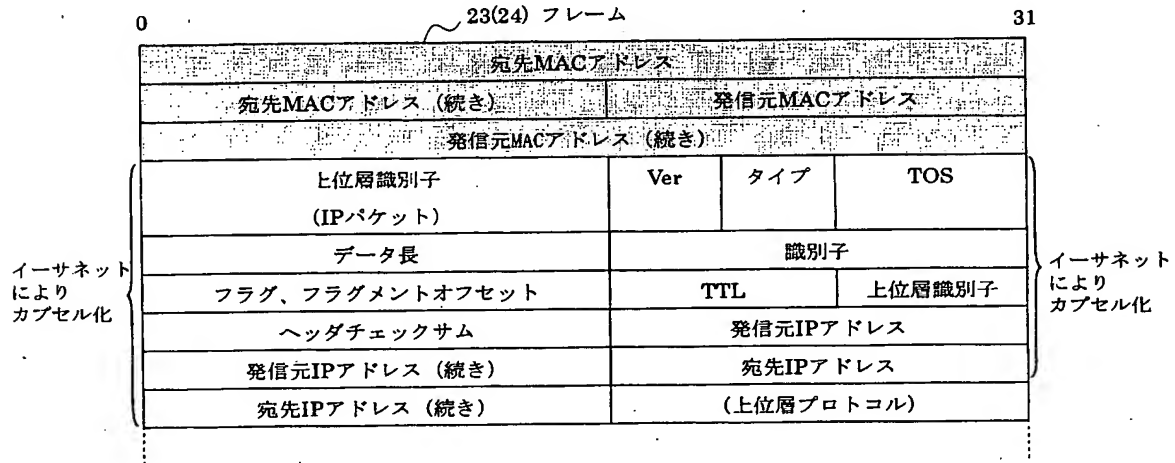 0 23(24) フレーム 31
宛先MACアドレス
宛先MACアドレス (続き) 発信元MACアドレス
発信元MACアドレス (続き)
上位層識別子 Ver タイプ TOS
(IPパケット)
データ長 識別子
フラグ、フラグメントオフセット TTL 上位層識別子
ヘッダチェックサム 発信元IPアドレス
発信元IPアドレス (続き) 宛先IPアドレス
宛先IPアドレス (続き) (上位層プロトコル)
イーサネット
により
カプセル化
イーサネット
により
カプセル化